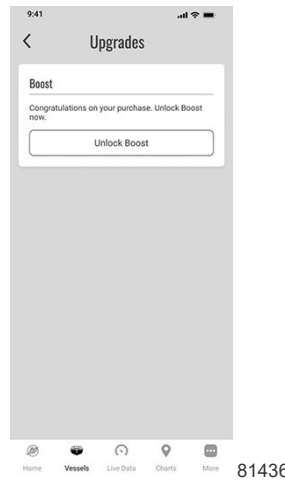 9:41
Upgrades
Boost
Congratulations on your purchase. Unlock Boost
now.
Unlock Boost
Home Vessels Live Data Charts More
81436